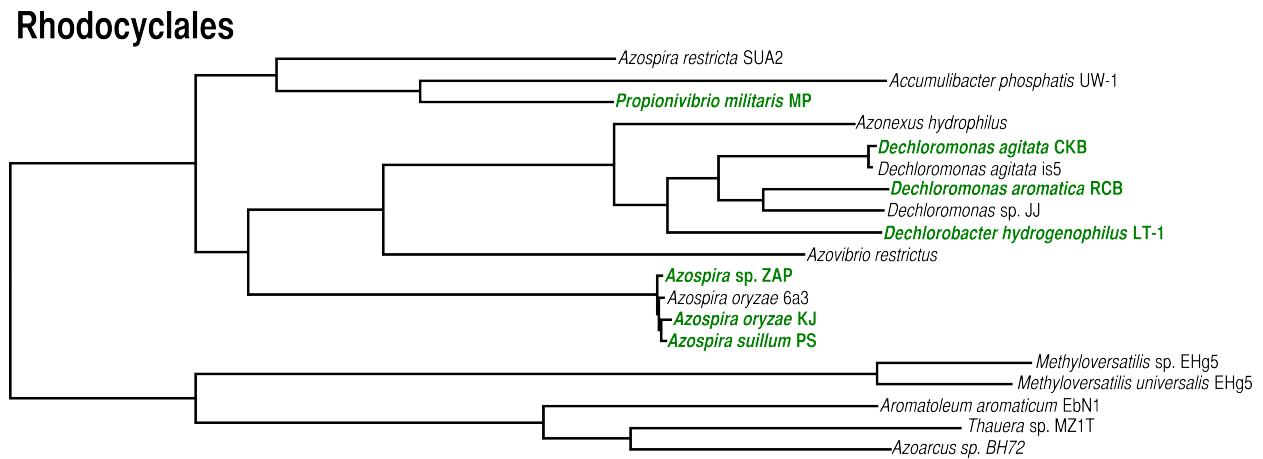 Rhodocyclales
Azospira restricta SUA2
Accumulibacter phosphatis UW-1
Propionivibrio militaris MP
Azonexus hydrophilus
Dechloromonas agitata CKB
Dechloromonas agitata is5
Dechloromonas aromatica RCB
Dechloromonas sp. JJ
Dechlorobacter hydrogenophilus LT-1
Azovibrio restrictus
Azospira sp. ZAP
Azospira oryzae 6a3
Azospira oryzae KJ
Azospira suillum PS
Methyloversatilis sp. EHg5
Methyloversatilis universalis EHg5
Aromatoleum aromaticum EbN1
Thauera sp. MZ1T
Azoarcus sp. BH72